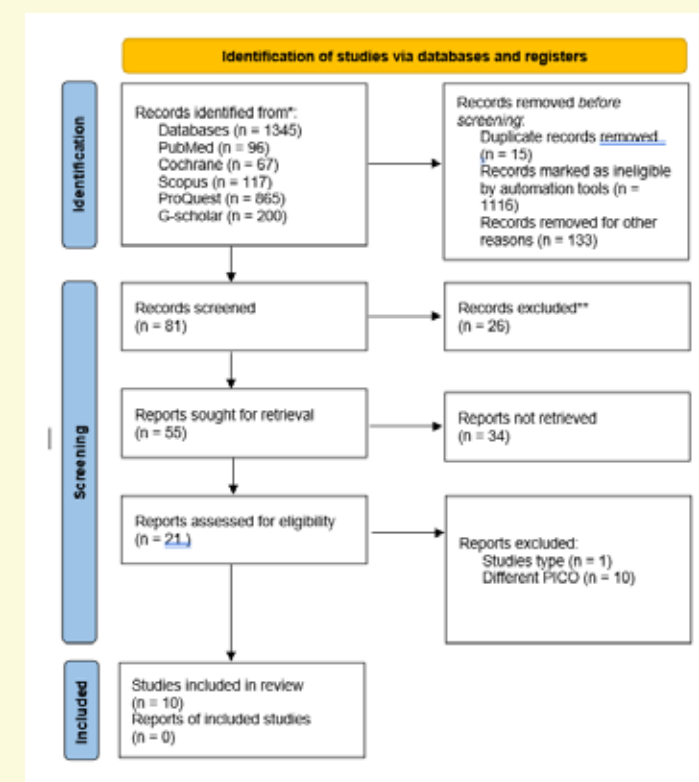 Identification of studies via databases and registers
Identification
Records identified from*:
Databases (n = 1345)
PubMed (n = 96)
Cochrane (n = 67)
Scopus (n = 117)
ProQuest (n = 865)
G-scholar (n = 200)
Records removed before
screening:
Duplicate records removed
(n = 15)
Records marked as ineligible
by automation tools (n =
1116)
Records removed for other
reasons (n = 133)
Screening
Records screened
(n = 81)
Records excluded**
(n = 26)
Reports sought for retrieval
(n = 55)
Reports not retrieved
(n = 34)
Reports assessed for eligibility
(n = 21 )
Reports excluded:
Studies type (n = 1)
Different PICO (n = 10)
Included
Studies included in review
(n = 10)
Reports of included studies
(n = 0)